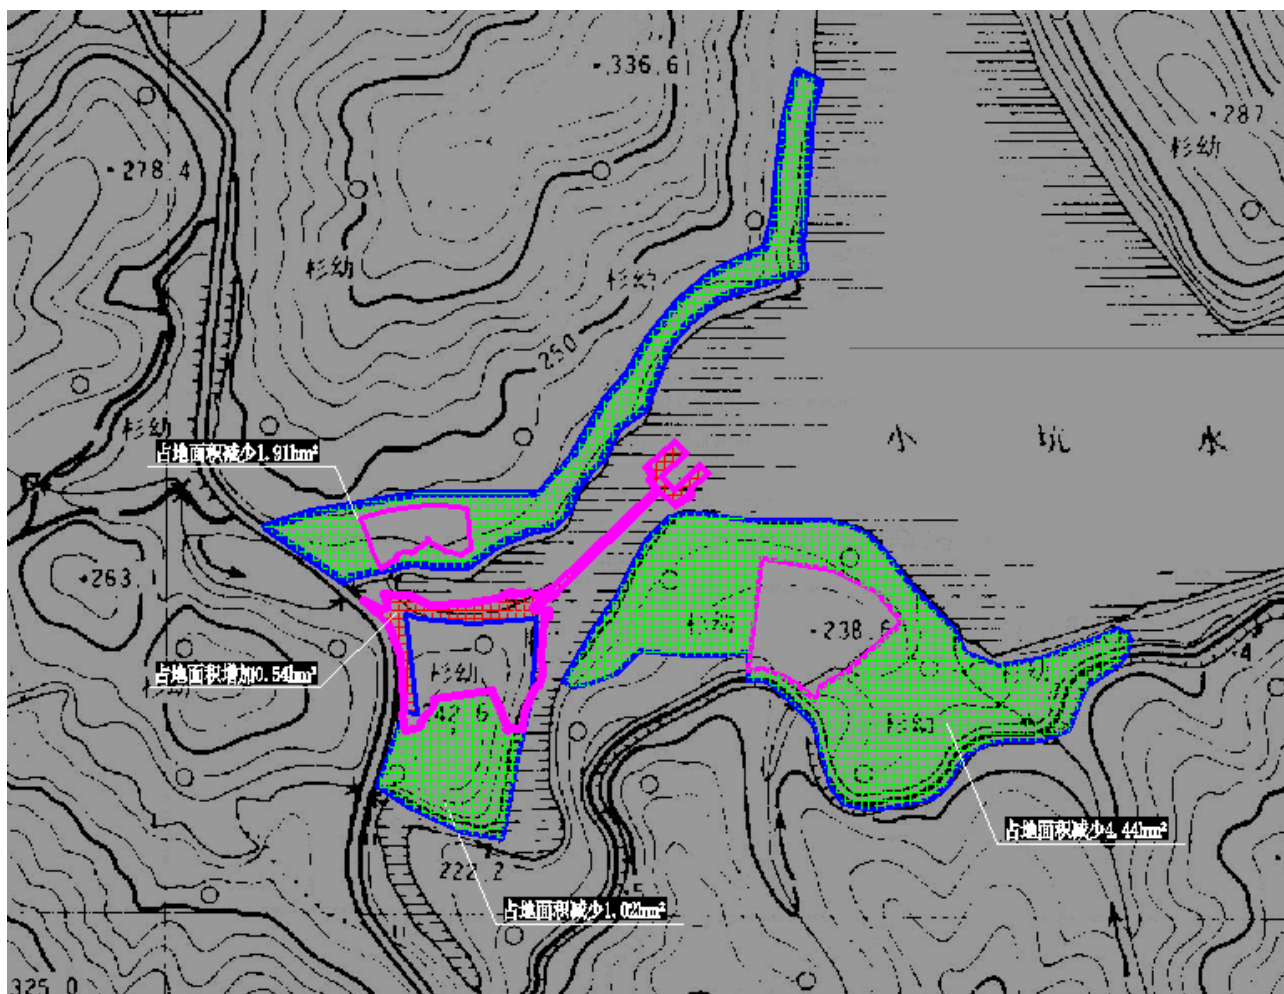 336.6
287
杉幼
278.4
杉幼
杉幼
250
杉幼
小 坑 水
占地面积减少1.91hm²
263.1
238.6
杉幼
占地面积增加0.54hm²
杉幼
242.6
占地面积减少4.44hm²
222.2
占地面积减少1.02hm²
325.0